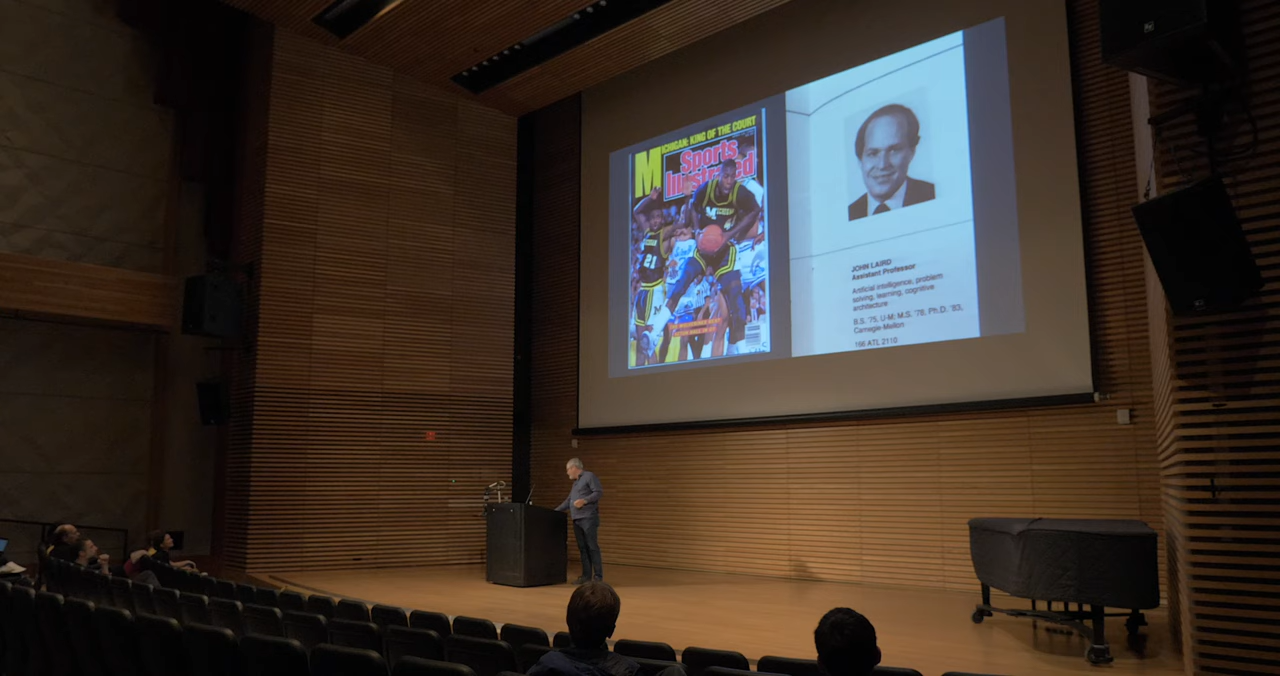 MICHIGAN: KING OF THE COURT
Sports
Illustrated
MICHIGAN
21
M
JOHN LAIRD
Assistant Professor
Artificial intelligence, problem
solving, learning, cognitive
architecture
B.S. '75, U-M; M.S. '78, Ph.D. '83,
Carnegie-Mellon
166 ATL 2110